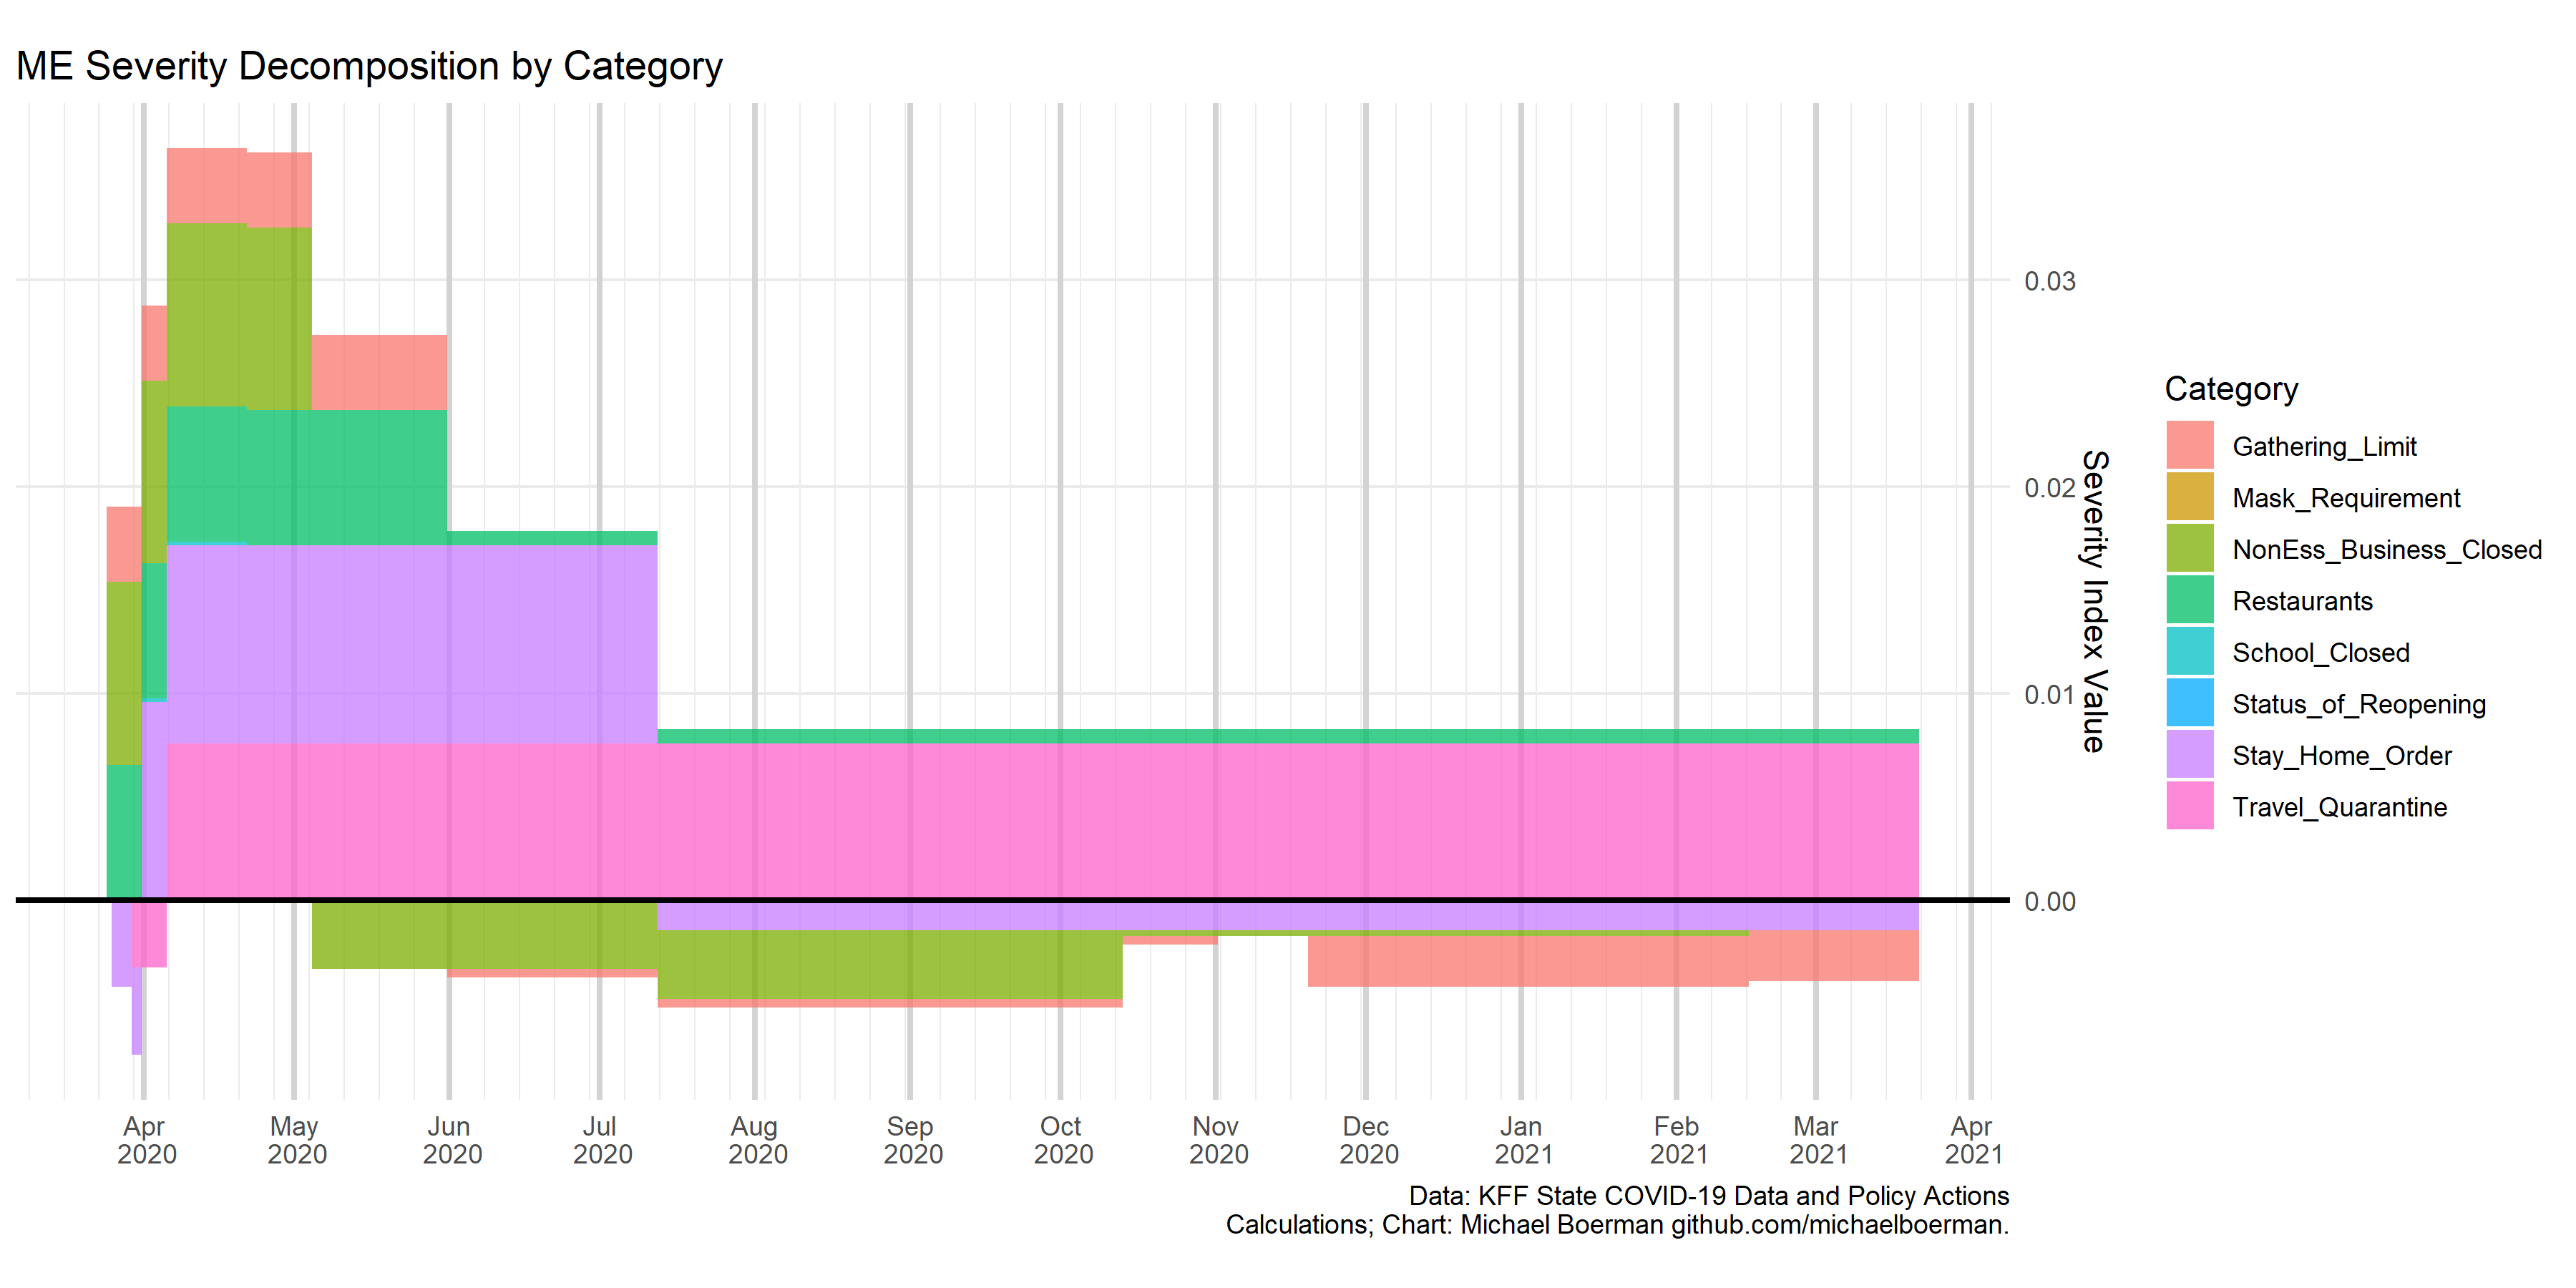 ME Severity Decomposition by Category
0.03
0.02
0.01
0.00
Severity Index Value
Apr
2020
May
2020
Jun
2020
Jul
2020
Aug
2020
Sep
2020
Oct
2020
Nov
2020
Dec
2020
Jan
2021
Feb
2021
Mar
2021
Apr
2021
Category
Gathering_Limit
Mask_Requirement
NonEss_Business_Closed
Restaurants
School_Closed
Status_of_Reopening
Stay_Home_Order
Travel_Quarantine
Data: KFF State COVID-19 Data and Policy Actions
Calculations; Chart: Michael Boerman github.com/michaelboerman.